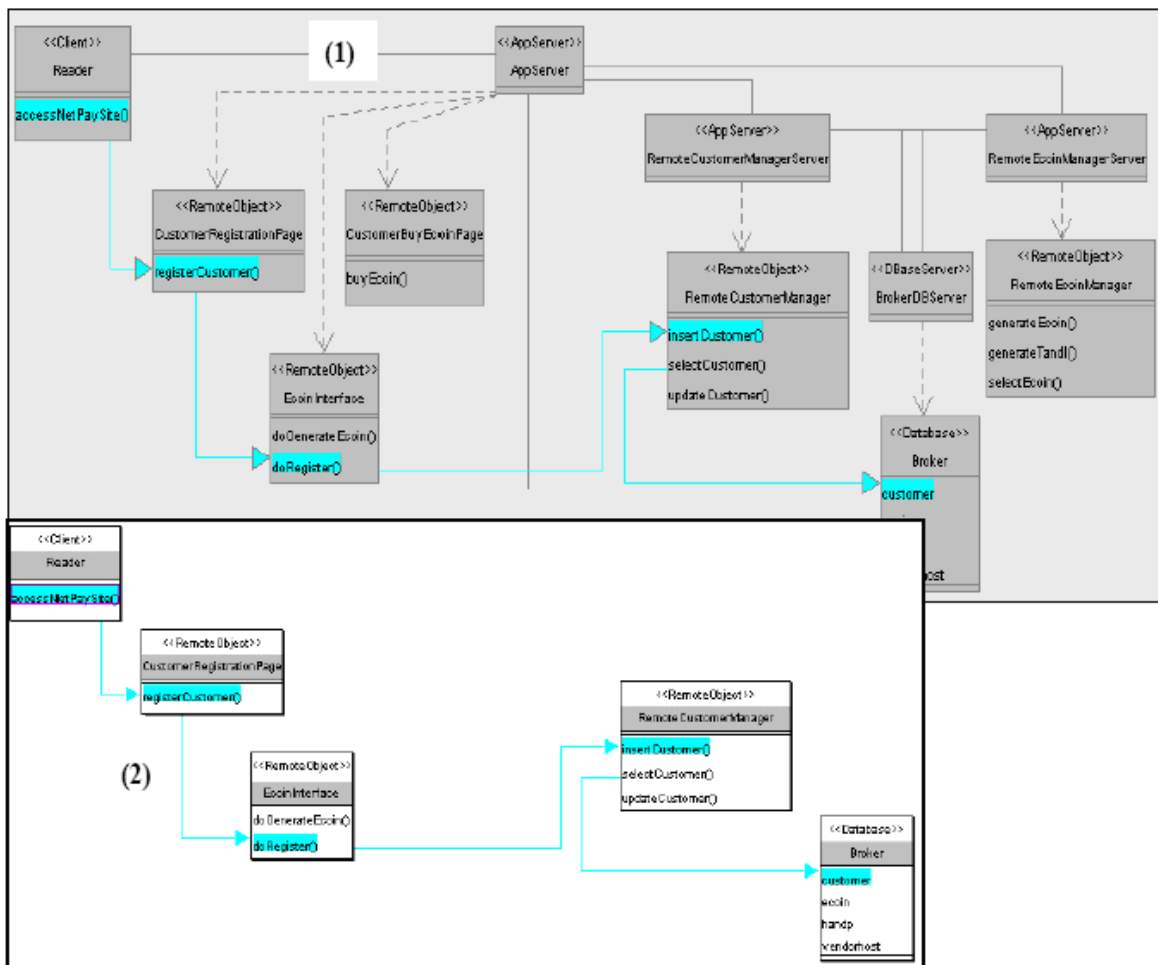 <<Client>>
Reader
accessNetPaySite()
(1)
<<AppServer>>
AppServer
<<AppServer>>
RemoteCustomerManagerServer
<<AppServer>>
RemoteEcoinManagerServer
<<RemoteObject>>
CustomerRegistrationPage
registerCustomer()
<<RemoteObject>>
CustomerBuyEcoinPage
buyEcoin()
<<RemoteObject>>
RemoteCustomerManager
insertCustomer()
selectCustomer()
updateCustomer()
<<DBaseServer>>
BrokerDBServer
<<RemoteObject>>
RemoteEcoinManager
generateEcoin()
generateTandI()
selectEcoin()
<<RemoteObject>>
EcoinInterface
doGenerateEcoin()
doRegister()
<<Database>>
Broker
customer
host
<<Client>>
Reader
accessNetPaySite()
<<RemoteObject>>
CustomerRegistrationPage
registerCustomer()
(2)
<<RemoteObject>>
EcoinInterface
doGenerateEcoin()
doRegister()
<<RemoteObject>>
RemoteCustomerManager
insertCustomer()
selectCustomer()
updateCustomer()
<<Database>>
Broker
customer
ecoin
handp
vendorhost